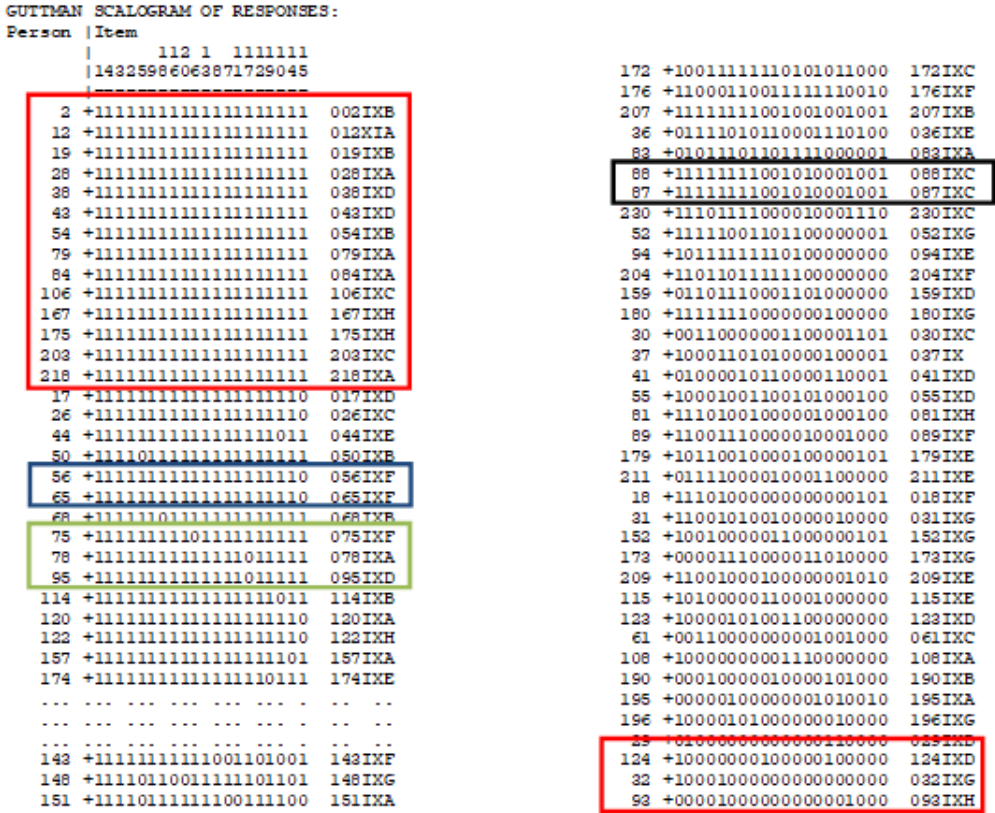 GUTTMAN SCALOGRAM OF RESPONSES:
Person |Item
| 112 1 1111111
|14325986063871729045
|--------------------
2 +11111111111111111111 002IXB
12 +11111111111111111111 012XIA
19 +11111111111111111111 019IXB
28 +11111111111111111111 028IXA
38 +11111111111111111111 038IXD
43 +11111111111111111111 043IXD
54 +11111111111111111111 054IXB
79 +11111111111111111111 079IXA
84 +11111111111111111111 084IXA
106 +11111111111111111111 106IXC
167 +11111111111111111111 167IXH
175 +11111111111111111111 175IXH
203 +11111111111111111111 203IXC
218 +11111111111111111111 218IXA
17 +11111111111111111110 017IXD
26 +11111111111111111110 026IXC
44 +11111111111111111011 044IXE
50 +11110111111111111111 050IXB
56 +11111111111111111110 056IXF
65 +11111111111111111110 065IXF
68 +11111101111111111111 068IXB
75 +11111111101111111111 075IXF
78 +11111111111111011111 078IXA
95 +11111111111111011111 095IXD
114 +11111111111111111011 114IXB
120 +11111111111111111110 120IXA
122 +11111111111111111110 122IXH
157 +11111111111111111101 157IXA
174 +11111111111111110111 174IXE
... ... ... ... ... ... . .. ..
... ... ... ... ... ... . .. ..
... ... ... ... ... ... . .. ..
143 +11111111111001101001 143IXF
148 +11110110011111101101 148IXG
151 +11110111111100111100 151IXA
172 +10011111110101011000 172IXC
176 +11000110011111110010 176IXF
207 +11111111001001001001 207IXB
36 +01111010110001110100 036IXE
83 +01011101101111000001 083IXA
88 +11111111001010001001 088IXC
87 +11111111001010001001 087IXC
230 +11101111000010001110 230IXC
52 +11111001101100000001 052IXG
94 +10111111110100000000 094IXE
204 +11011011111100000000 204IXF
159 +01101110001101000000 159IXD
180 +11111110000000100000 180IXG
30 +00110000001100001101 030IXC
37 +10001101010000100001 037IX
41 +01000010110000110001 041IXD
55 +10001001100101000100 055IXD
81 +11101001000001000100 081IXH
89 +11001110000010001000 089IXF
179 +10110010000100000101 179IXE
211 +01111000010001100000 211IXE
18 +11101000000000000101 018IXF
31 +11001010010000010000 031IXG
152 +10010000011000000101 152IXG
173 +00001110000011010000 173IXG
209 +11001000100000001010 209IXE
115 +10100000110001000000 115IXE
123 +10000101001100000000 123IXD
61 +00110000000001001000 061IXC
108 +10000000001110000000 108IXA
190 +00010000010000101000 190IXB
195 +00000100000001010010 195IXA
196 +10000101000000010000 196IXG
29 +01000000000000110000
124 +10000000100000100000 124IXD
32 +10001000000000000000 032IXG
93 +00001000000000001000 093IXH